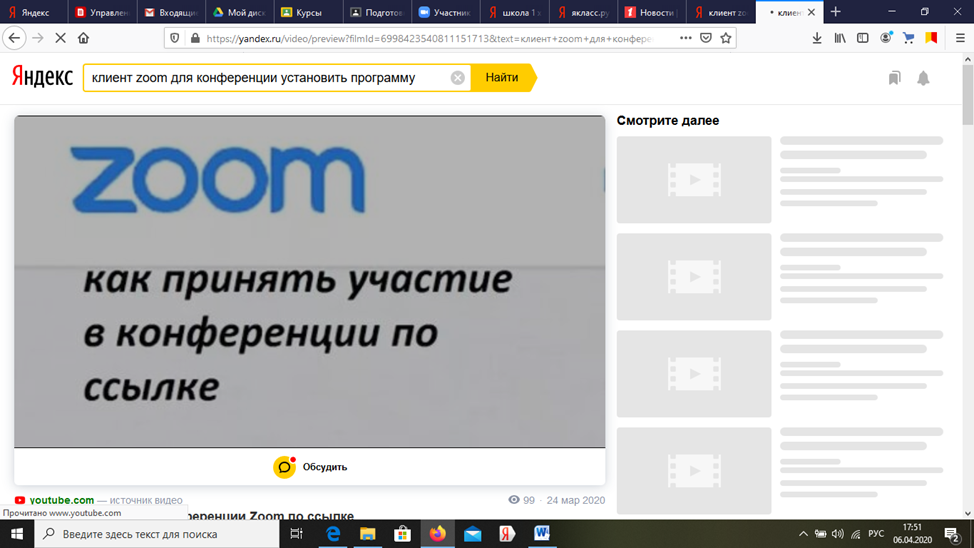 Яндекс
Управлен
Входящие
Мой диск
Курсы
Подготов
Участник
школа 1
якласс.ру
Новости
клиент zo
клиент
https://yandex.ru/video/preview?filmId=6998423540811151713&text=клиент+zoom+для+конфере
Яндекс
клиент zoom для конференции установить программу
Найти
Смотрите далее
zoom
как принять участие
в конференции по
ссылке
Обсудить
youtube.com — источник видео
99 · 24 мар 2020
Прочитано www.youtube.com
ференции Zoom по ссылке
Введите здесь текст для поиска
РУС
17:51
06.04.2020
2